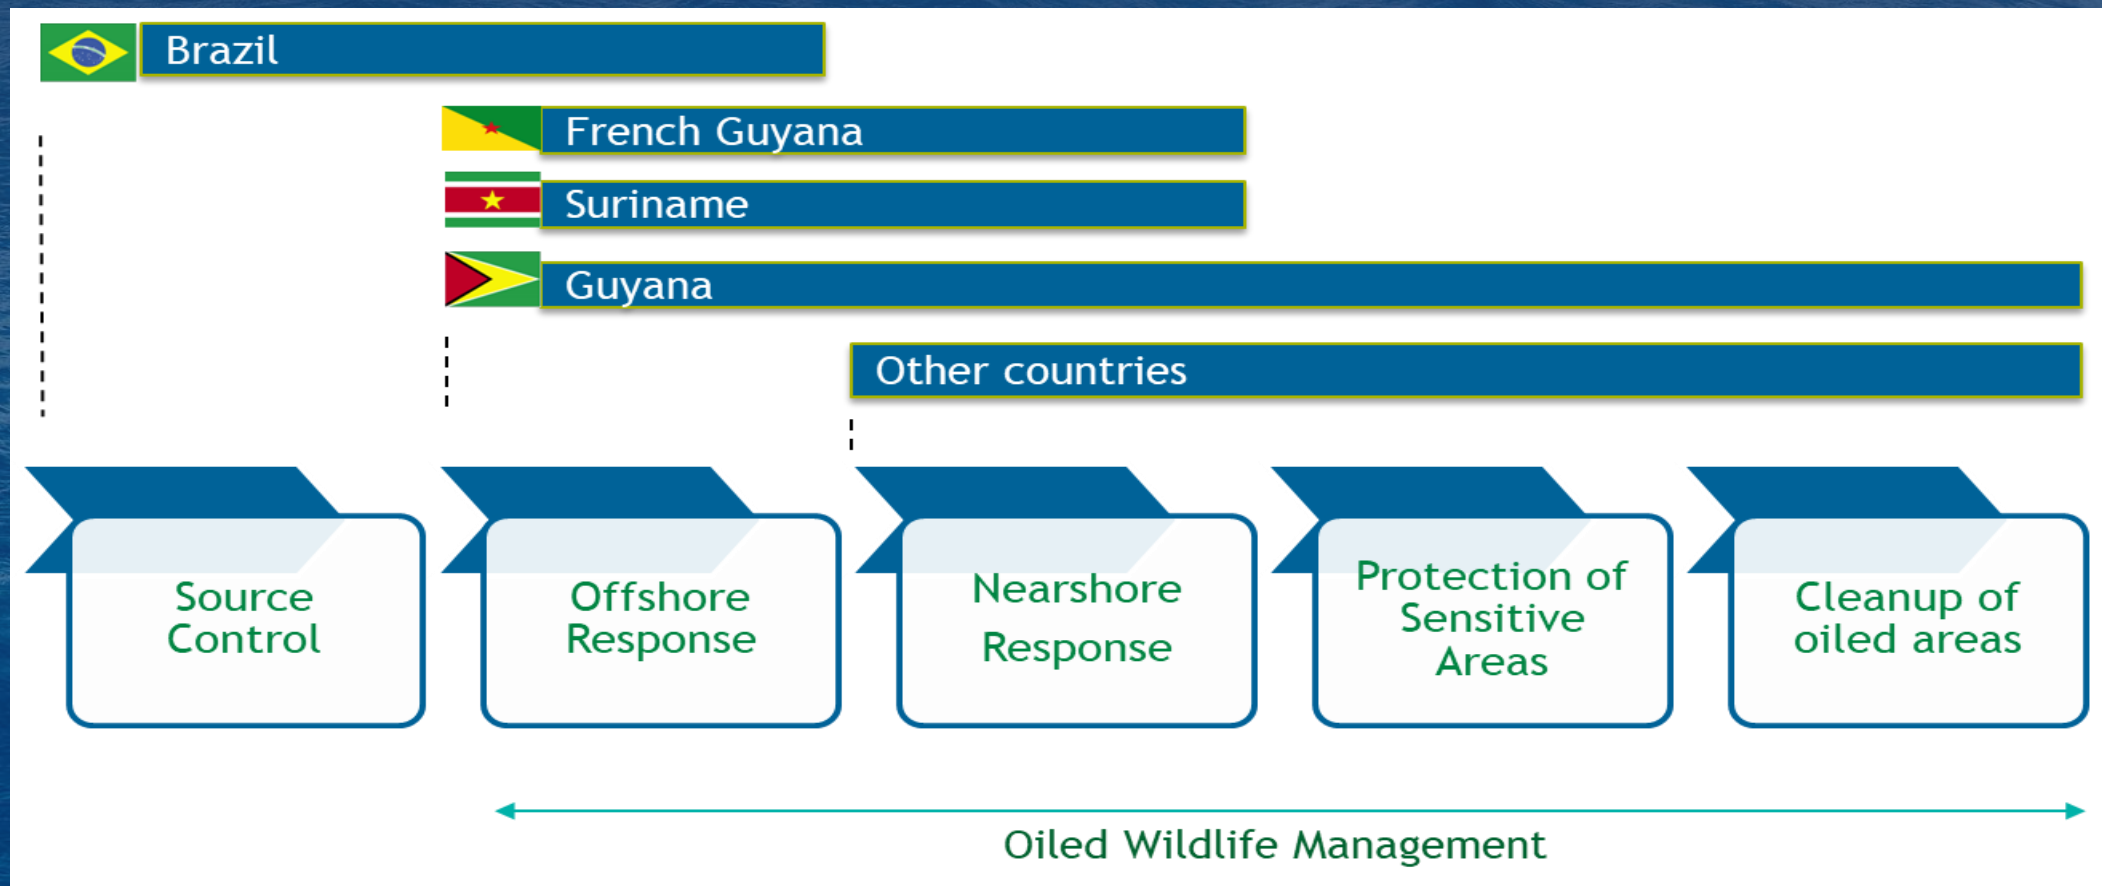 Brazil
French Guyana
Suriname
Guyana
Other countries
Source
Control
Offshore
Response
Nearshore
Response
Protection of
Sensitive
Areas
Cleanup of
oiled areas
Oiled Wildlife Management